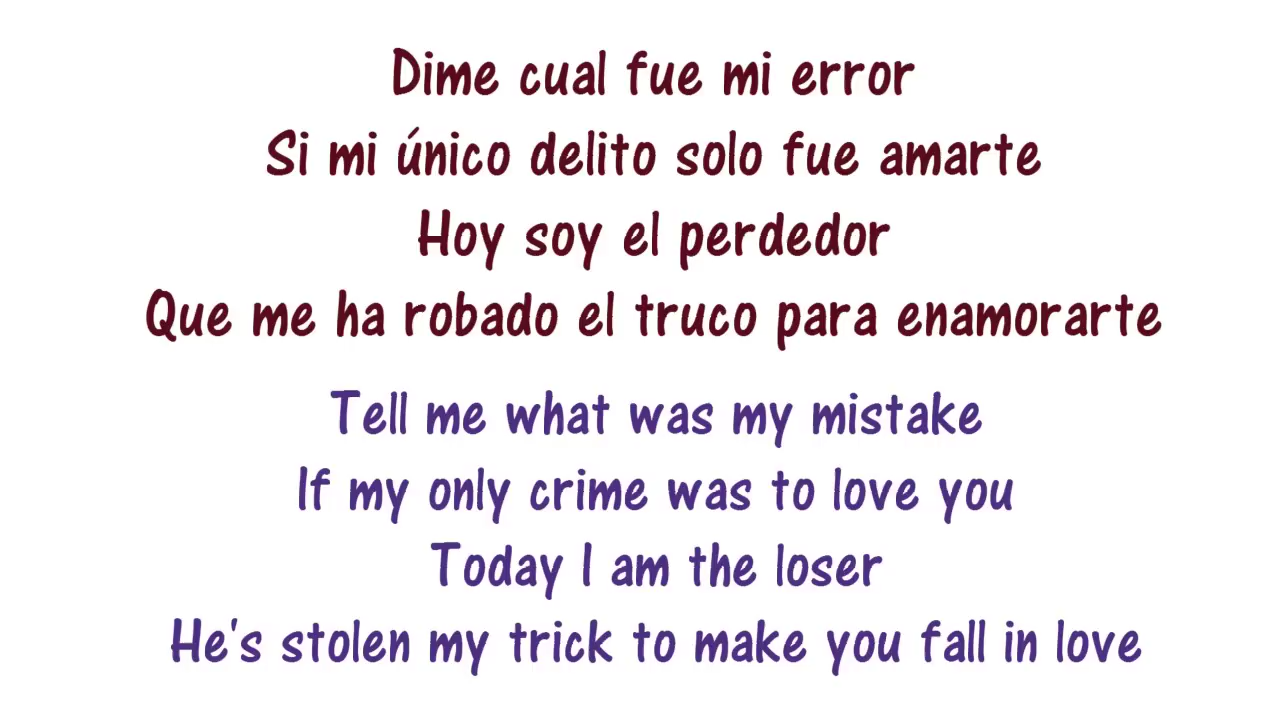 Dime cual fue mi error
Si mi único delito solo fue amarte
Hoy soy el perdedor
Que me ha robado el truco para enamorarte
Tell me what was my mistake
If my only crime was to love you
Today I am the loser
He's stolen my trick to make you fall in love